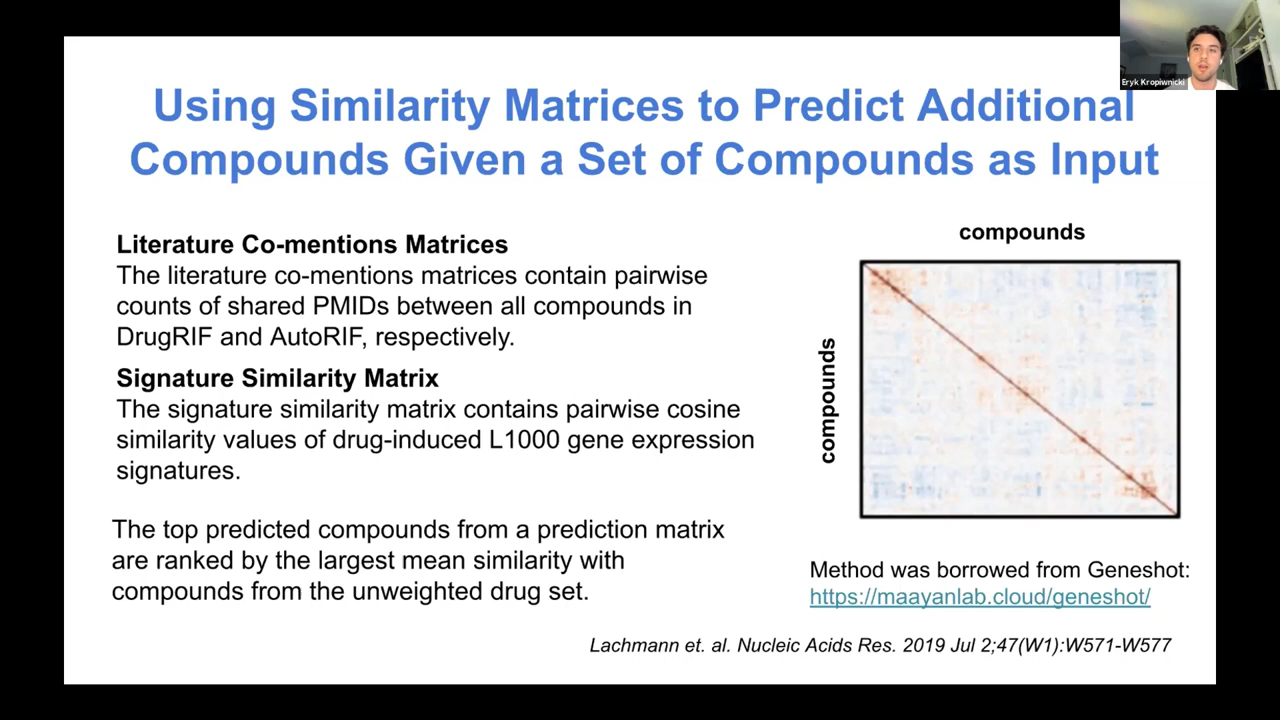 Using Similarity Matrices to Predict Additional
Compounds Given a Set of Compounds as Input
Eryk Kropiwnicki
Literature Co-mentions Matrices
The literature co-mentions matrices contain pairwise
counts of shared PMIDs between all compounds in
DrugRIF and AutoRIF, respectively.
Signature Similarity Matrix
The signature similarity matrix contains pairwise cosine
similarity values of drug-induced L1000 gene expression
signatures.
The top predicted compounds from a prediction matrix
are ranked by the largest mean similarity with
compounds from the unweighted drug set.
compounds
compounds
Method was borrowed from Geneshot:
https://maayanlab.cloud/geneshot/
Lachmann et. al. Nucleic Acids Res. 2019 Jul 2;47(W1):W571-W577